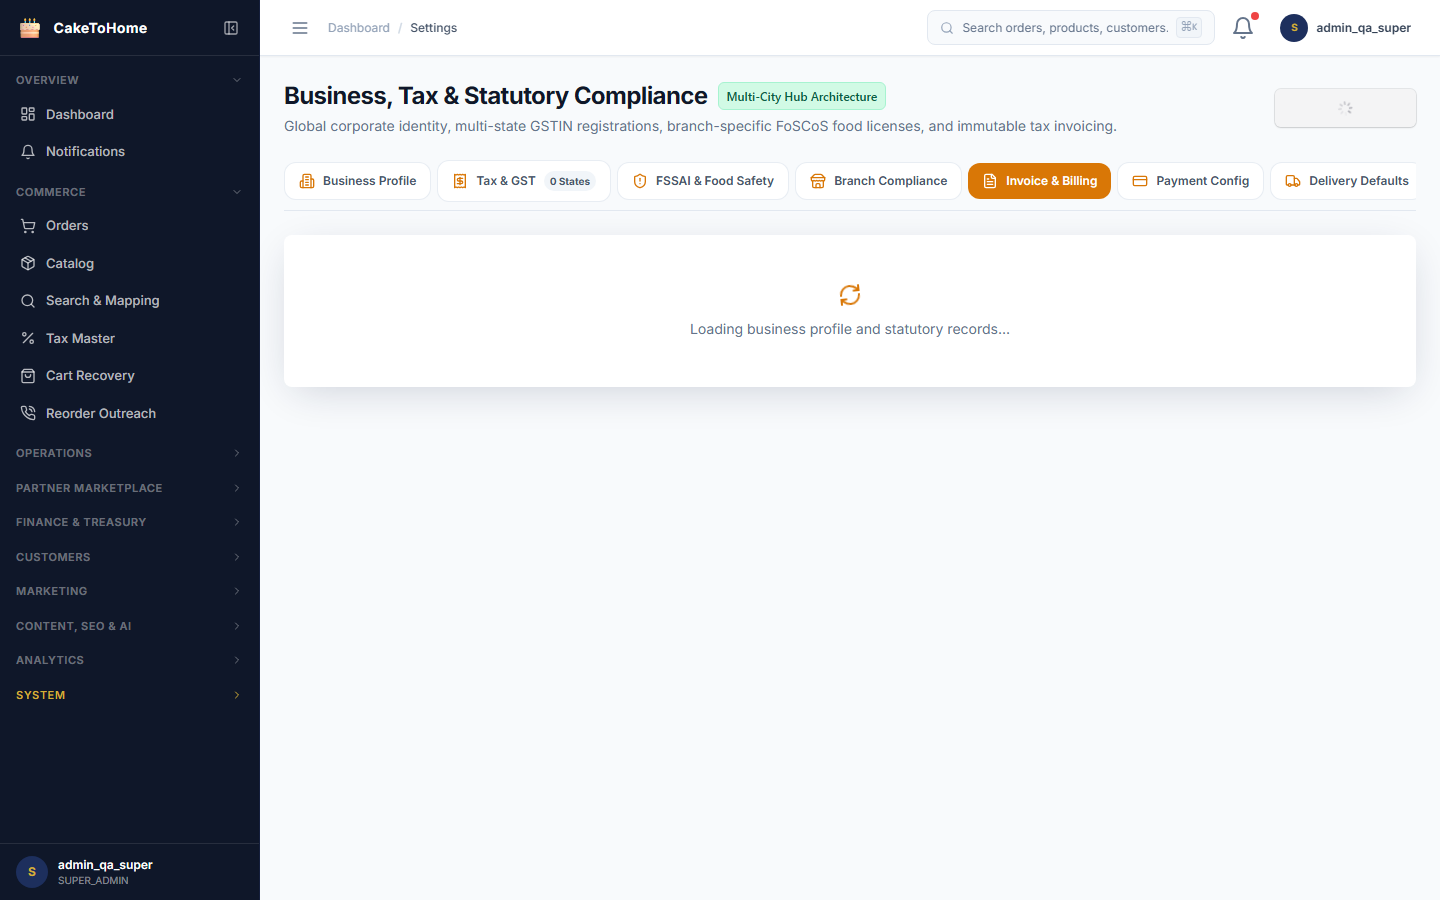 CakeToHome
Dashboard / Settings
Search orders, products, customers. ⌘K
S admin_qa_super
OVERVIEW
Dashboard
Notifications
COMMERCE
Orders
Catalog
Search & Mapping
Tax Master
Cart Recovery
Reorder Outreach
OPERATIONS
PARTNER MARKETPLACE
FINANCE & TREASURY
CUSTOMERS
MARKETING
CONTENT, SEO & AI
ANALYTICS
SYSTEM
S admin_qa_super
SUPER_ADMIN
Business, Tax & Statutory Compliance Multi-City Hub Architecture
Global corporate identity, multi-state GSTIN registrations, branch-specific FoSCoS food licenses, and immutable tax invoicing.
Business Profile Tax & GST 0 States FSSAI & Food Safety Branch Compliance Invoice & Billing Payment Config Delivery Defaults
Loading business profile and statutory records...